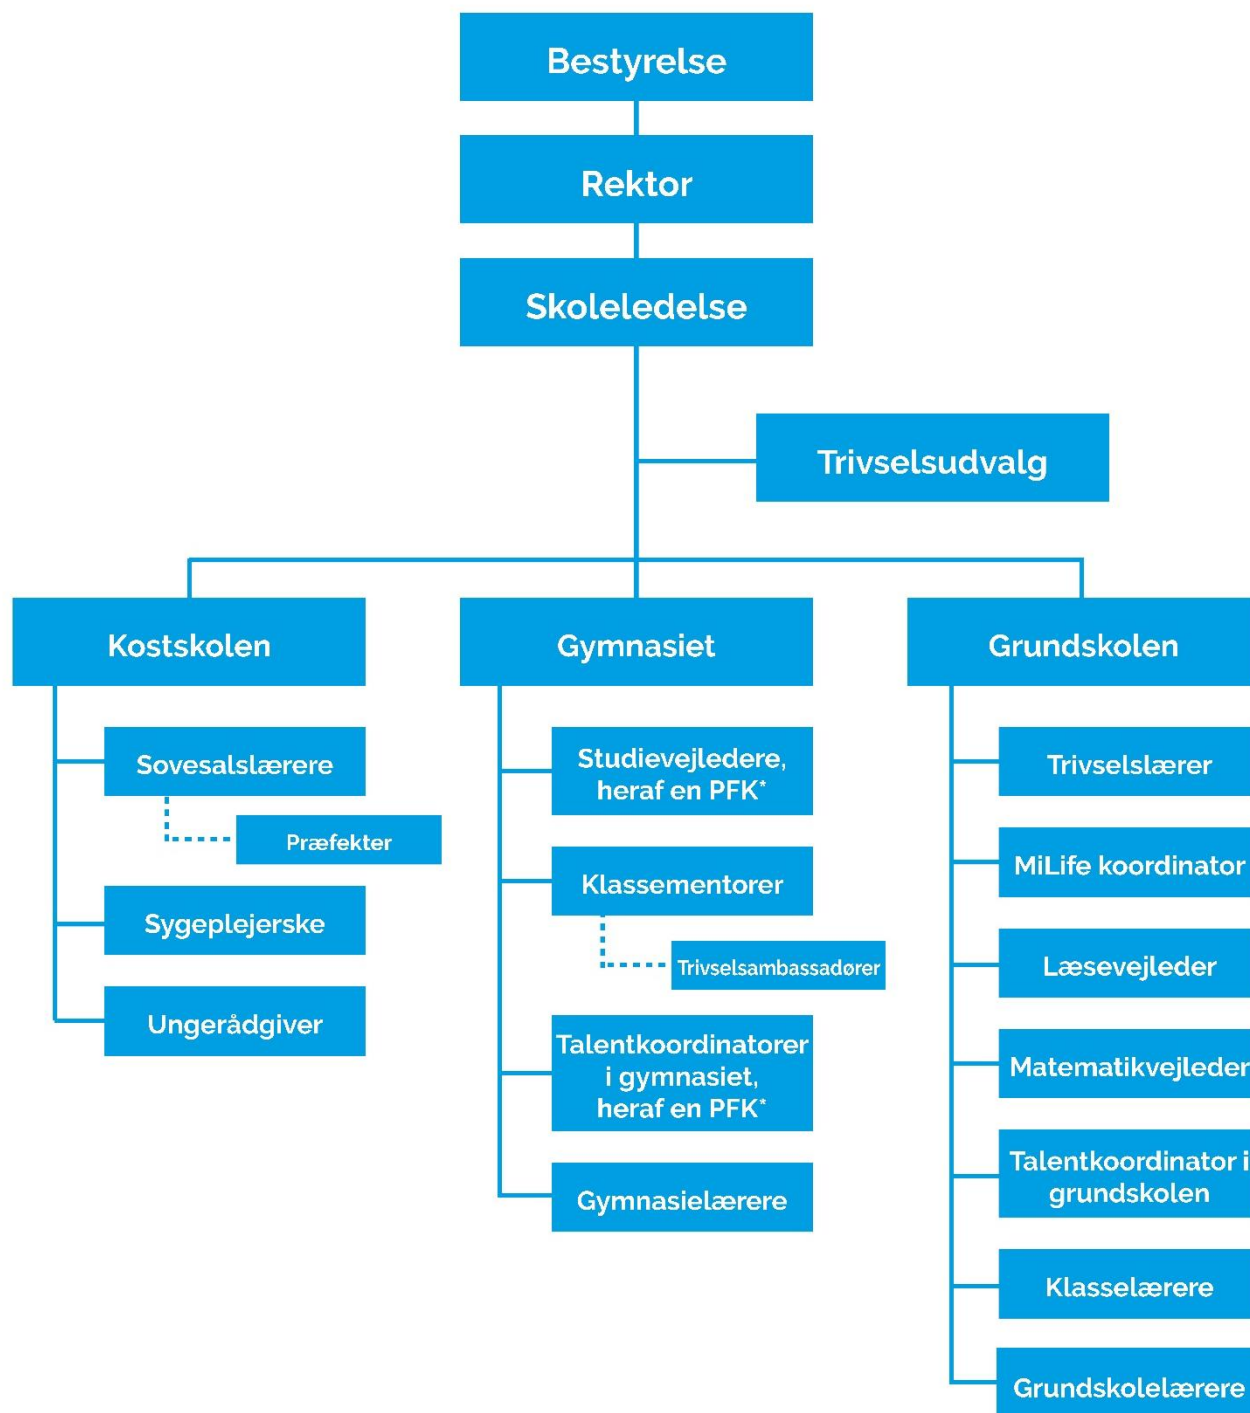 Bestyrelse
Rektor
Skoleledelse
Trivselsudvalg
Kostskolen
Sovesalslærere
Præfekter
Sygeplejerske
Ungerådgiver
Gymnasiet
Studievejledere,
heraf en PFK*
Klassementorer
Trivselsambassadører
Talentkoordinatorer
i gymnasiet,
heraf en PFK*
Gymnasielærere
Grundskolen
Trivselslærer
MiLife koordinator
Læsevejleder
Matematikvejleder
Talentkoordinator i
grundskolen
Klasselærere
Grundskolelærere